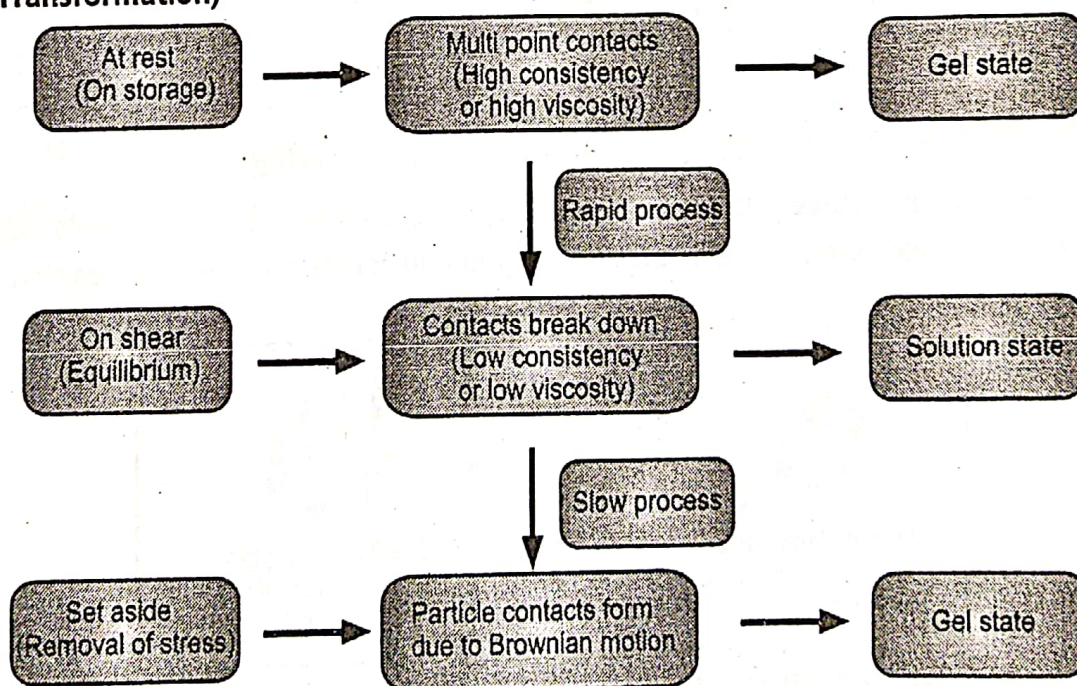 Transformation)
At rest
(On storage)
Multi point contacts
(High consistency
or high viscosity)
Gel state
Rapid process
On shear
(Equilibrium)
Contacts break down
(Low consistency
or low viscosity)
Solution state
Slow process
Set aside
(Removal of stress)
Particle contacts form
due to Brownian motion
Gel state